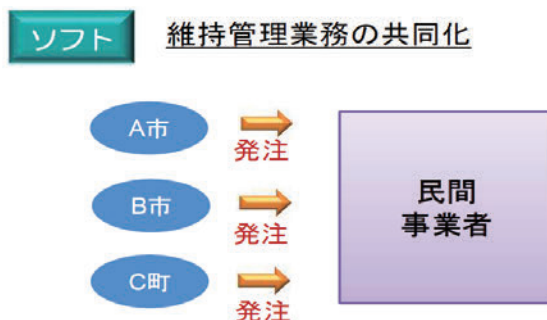 ソフト 維持管理業務の共同化
A市
発注
B市
発注
C町
発注
民間
事業者